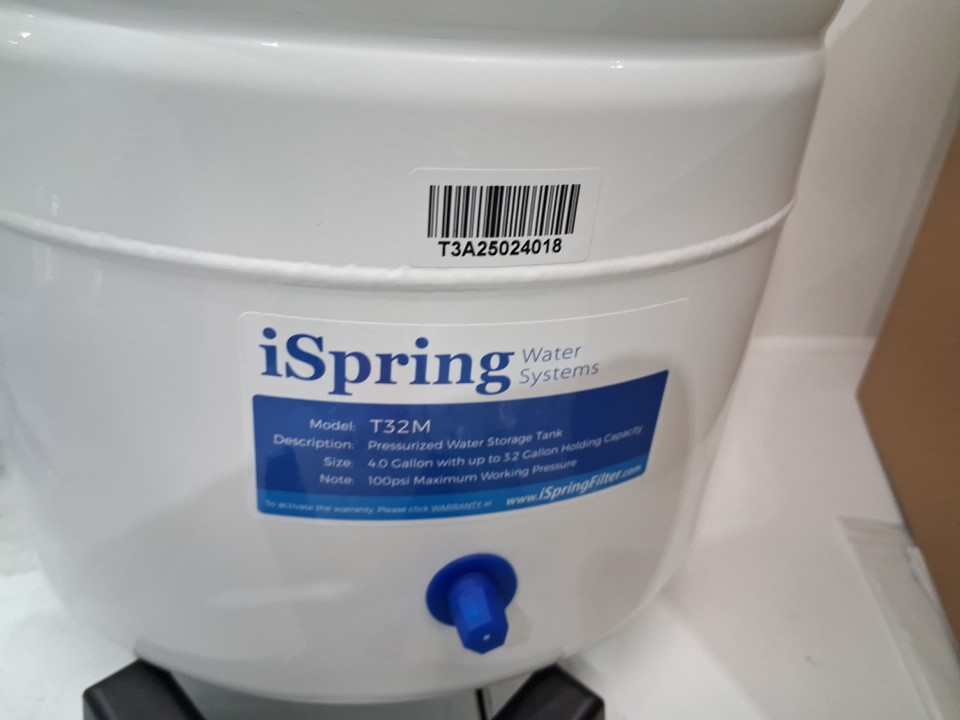 T3A25024018
iSpring Water Systems
Model: T32M
Description: Pressurized Water Storage Tank
Size: 4.0 Gallon with up to 3.2 Gallon Holding Capacity
Note: 100psi Maximum Working Pressure
To activate the warranty, Please click WARRANTY at www.iSpringFilter.com